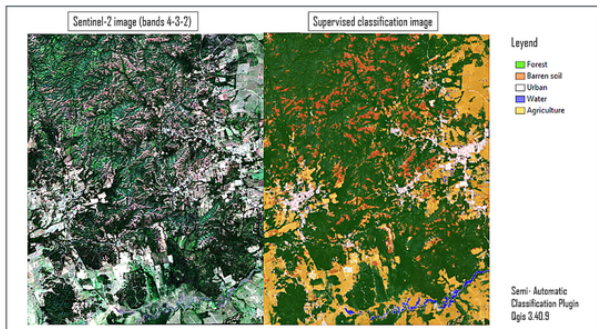 Sentinel-2 image (bands 4-3-2)
Supervised classification image
Leyend
Forest
Barren soil
Urban
Water
Agriculture
Semi- Automatic
Classification Plugin
Qgis 3.40.9